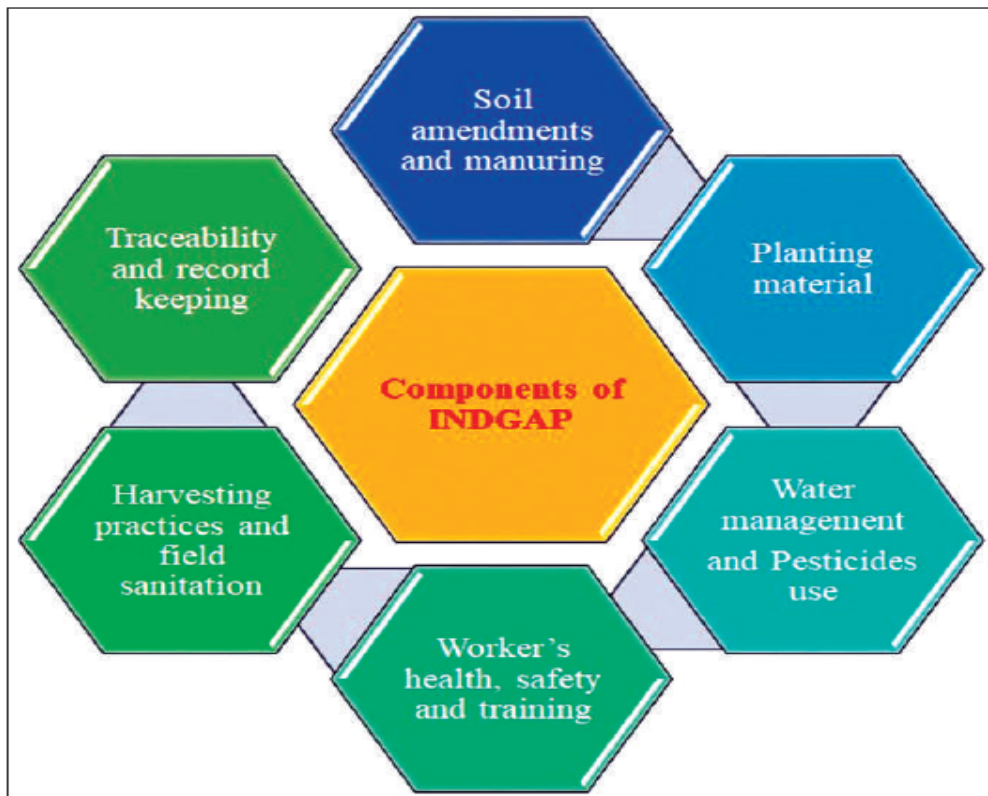 Soil
amendments
and manuring
Planting
material
Water
management
and Pesticides
use
Worker's
health, safety
and training
Harvesting
practices and
field
sanitation
Traceability
and record
keeping
Components of
INDGAP